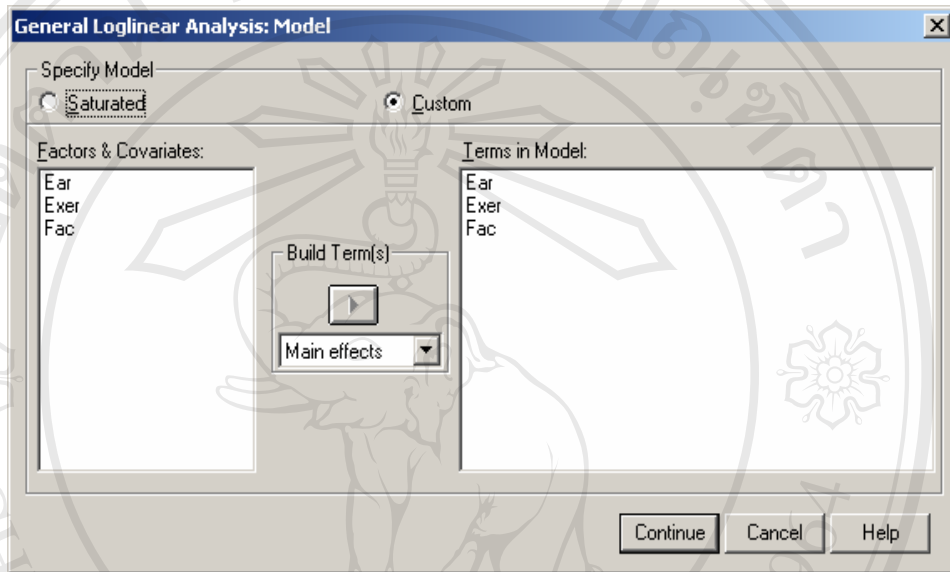 General Loglinear Analysis: Model
Specify Model
Saturated
Custom
Factors & Covariates:
Ear
Exer
Fac
Build Term(s)
Main effects
Terms in Model:
Ear
Exer
Fac
Continue
Cancel
Help